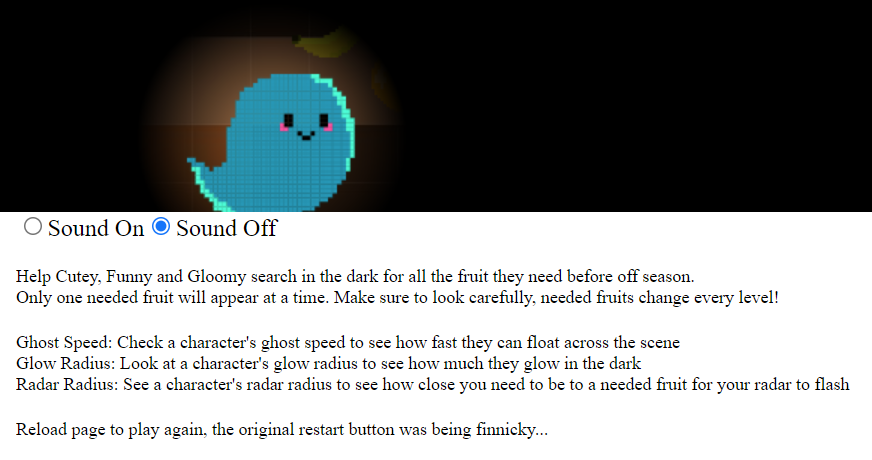 Sound On Sound Off
Help Cutey, Funny and Gloomy search in the dark for all the fruit they need before off season.
Only one needed fruit will appear at a time. Make sure to look carefully, needed fruits change every level!
Ghost Speed: Check a character's ghost speed to see how fast they can float across the scene
Glow Radius: Look at a character's glow radius to see how much they glow in the dark
Radar Radius: See a character's radar radius to see how close you need to be to a needed fruit for your radar to flash
Reload page to play again, the original restart button was being finnicky...